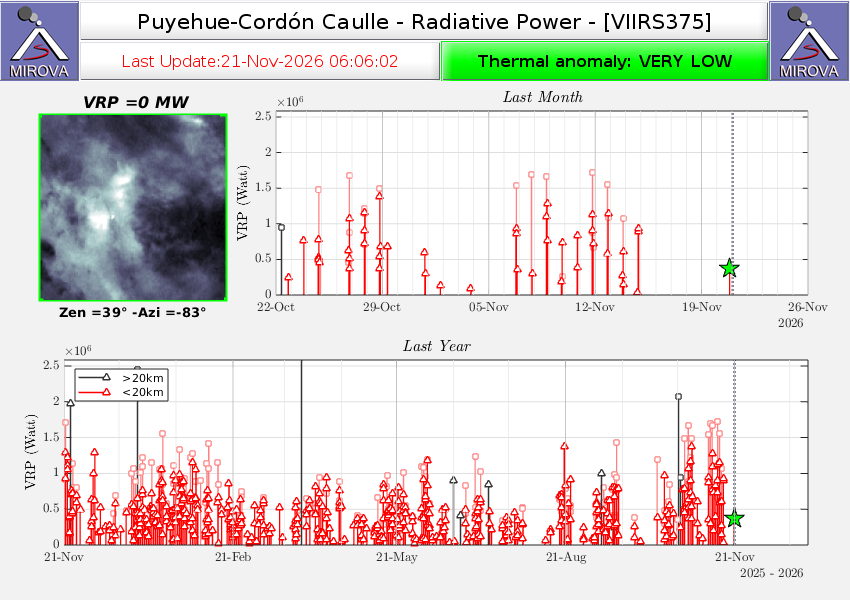 Puyehue-Cordón Caulle - Radiative Power - [VIIRS375]
MIROVA
Last Update:21-Nov-2026 06:06:02
Thermal anomaly: VERY LOW
MIROVA
VRP =0 MW
Zen =39° -Azi =-83°
Last Month
×10^6
VRP (Watt)
2.5
2
1.5
1
0.5
0
22-Oct 29-Oct 05-Nov 12-Nov 19-Nov 26-Nov
2026
Last Year
×10^6
VRP (Watt)
2.5
2
1.5
1
0.5
0
>20km
<20km
21-Nov 21-Feb 21-May 21-Aug 21-Nov
2025 - 2026